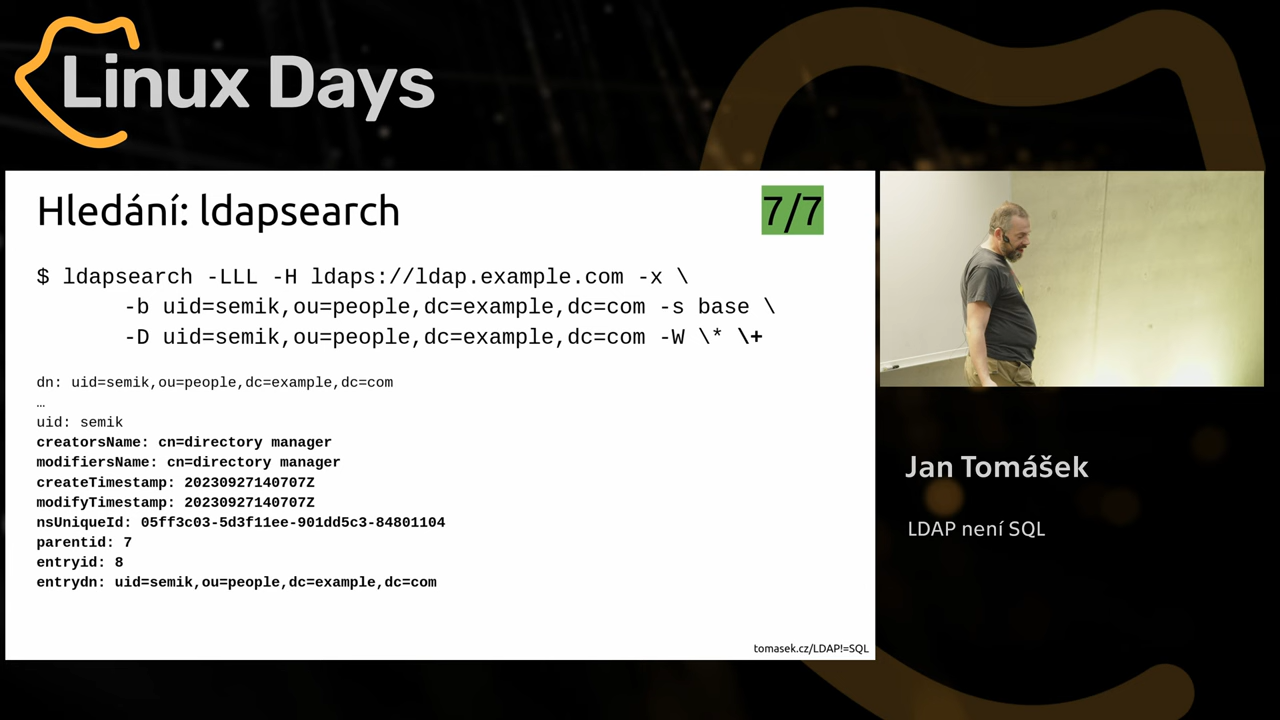 Linux Days
Hledání: ldapsearch
7/7
$ ldapsearch -LLL -H ldaps://ldap.example.com -x \
-b uid=semik,ou=people,dc=example,dc=com -s base \
-D uid=semik,ou=people,dc=example,dc=com -W \* \+
dn: uid=semik,ou=people,dc=example,dc=com
…
uid: semik
creatorsName: cn=directory manager
modifiersName: cn=directory manager
createTimestamp: 20230927140707Z
modifyTimestamp: 20230927140707Z
nsUniqueId: 05ff3c03-5d3f11ee-901dd5c3-84801104
parentid: 7
entryid: 8
entrydn: uid=semik,ou=people,dc=example,dc=com
tomasek.cz/LDAP!=SQL
Jan Tomášek
LDAP není SQL